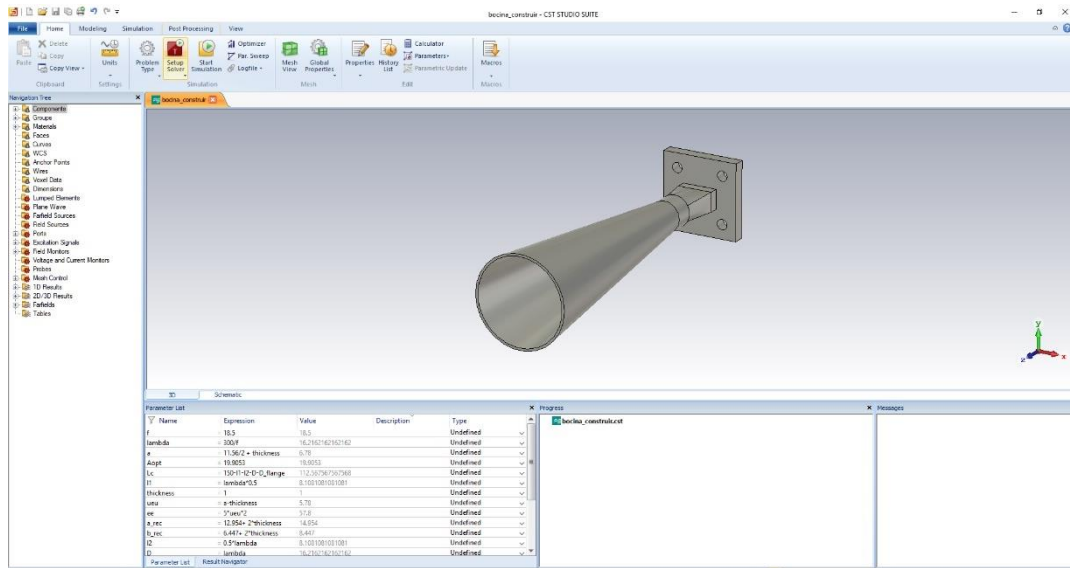 bocina_construir - CST STUDIO SUITE
File Home Modeling Simulation Post Processing View
Paste
Delete
Copy
Copy View
Units
Problem Type
Setup Solver
Start Simulation
Optimizer
Par. Sweep
Logfile
Mesh View
Global Properties
Properties
History List
Calculator
Parameters
Parametric Update
Macros
Clipboard Settings Simulation Mesh Edit Macros
Navigation Tree
bocina_construir
Components
Groups
Materials
Faces
Curves
WCS
Anchor Points
Wires
Voxel Data
Dimensions
Lumped Elements
Plane Wave
Farfield Sources
Field Sources
Ports
Excitation Signals
Field Monitors
Voltage and Current Monitors
Probes
Mesh Control
1D Results
2D/3D Results
Farfields
Tables
y
z x
3D Schematic
Parameter List
Name Expression Value Description Type
f = 18.5 18.5 Undefined
lambda = 300/f 16.2162162162162 Undefined
a = 11.56/2 + thickness 6.78 Undefined
Aopt = 19.9053 19.9053 Undefined
Lc = 150-l1-l2-D-D_flange 112.567567567568 Undefined
l1 = lambda*0.5 8.1081081081081 Undefined
thickness = 1 1 Undefined
ueu = a-thickness 5.78 Undefined
ee = 5*ueu*2 57.8 Undefined
a_rec = 12.954+ 2*thickness 14.954 Undefined
b_rec = 6.447+ 2*thickness 8.447 Undefined
l2 = 0.5*lambda 8.1081081081081 Undefined
D = lambda 16.2162162162162 Undefined
Parameter List Result Navigator
Progress
bocina_construir.cst
Messages